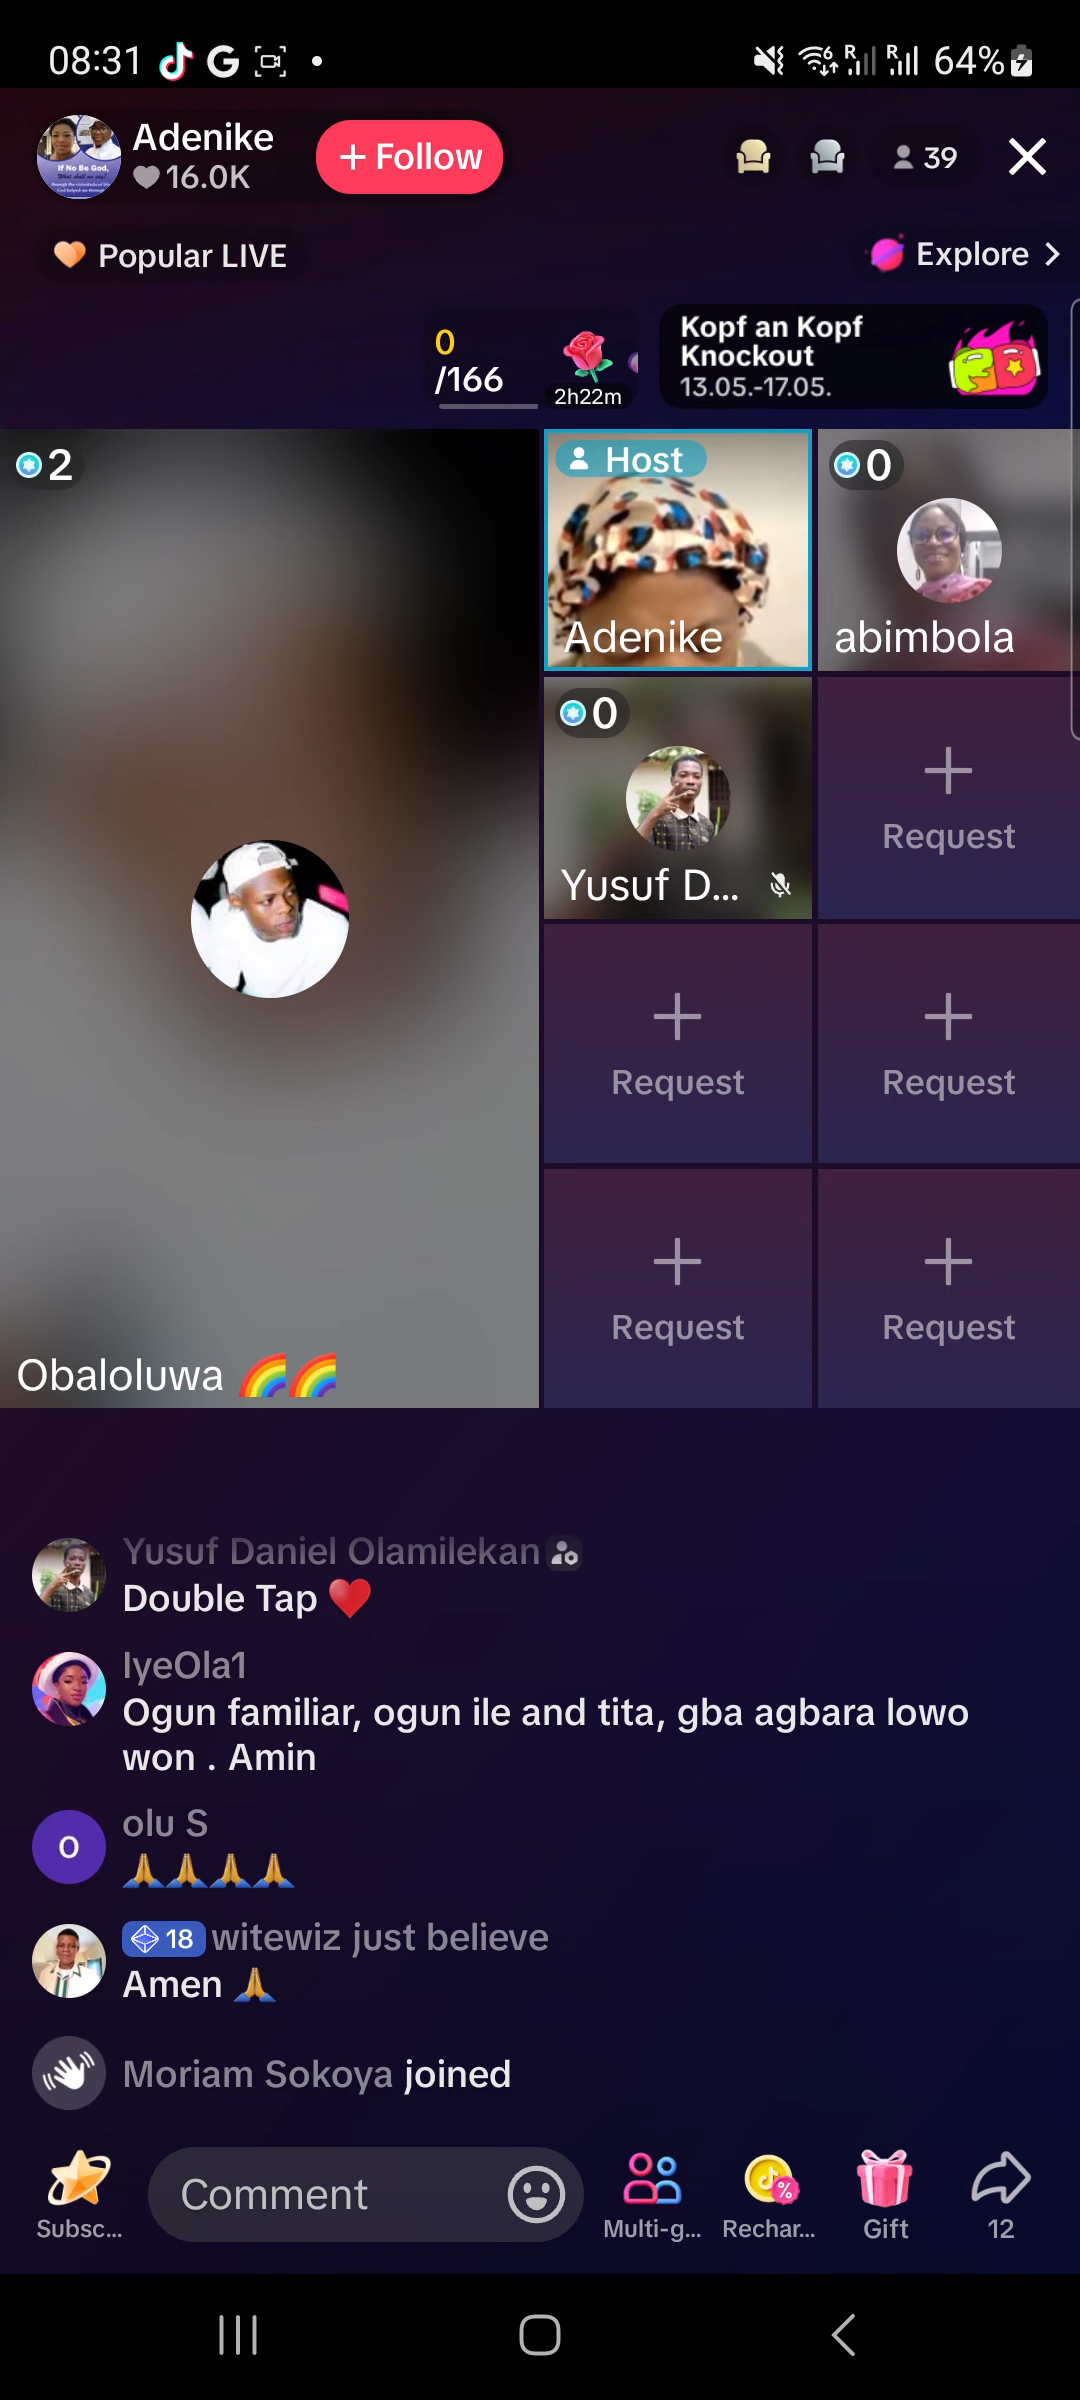 08:31
64%
Adenike
16.0K
+ Follow
39
Popular LIVE
Explore
0
/166
2h22m
Kopf an Kopf
Knockout
13.05.-17.05.
2
Host
Adenike
0
abimbola
0
Yusuf D...
Request
Request
Request
Request
Request
Obaloluwa 🌈🌈
Yusuf Daniel Olamilekan
Double Tap ❤️
IyeOla1
Ogun familiar, ogun ile and tita, gba agbara lowo
won . Amin
O
olu S
🙏🙏🙏🙏
18 witewiz just believe
Amen 🙏
Moriam Sokoya joined
Subsc...
Comment
Multi-g...
Rechar...
Gift
12